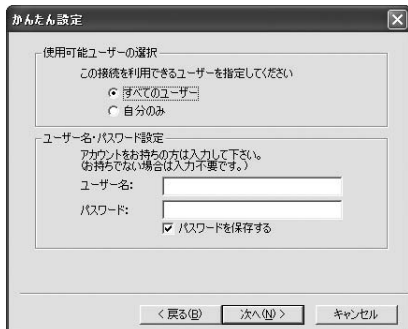 かんたん設定
使用可能ユーザーの選択
この接続を利用できるユーザーを指定してください
すべてのユーザー
自分のみ
ユーザー名・パスワード設定
アカウントをお持ちの方は入力して下さい。
(お持ちでない場合は入力不要です。)
ユーザー名:
パスワード:
パスワードを保存する
< 戻る(B) 次へ(N) > キャンセル